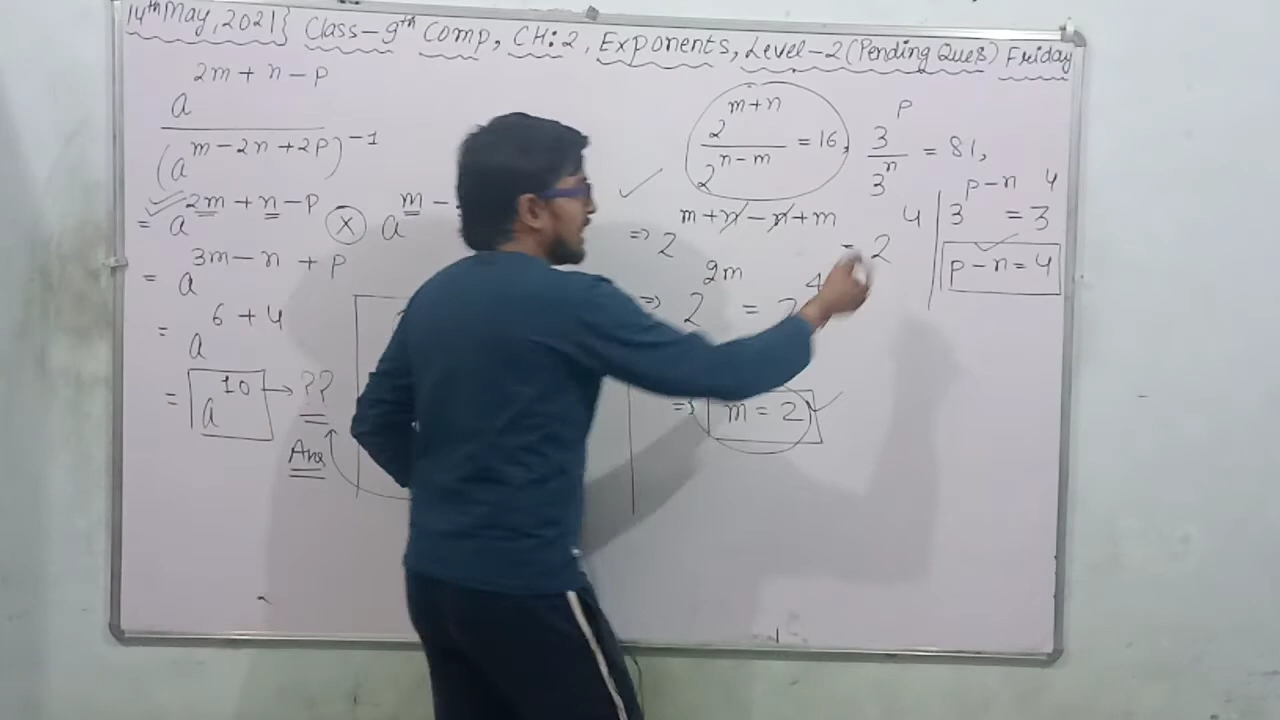 14th May, 2021} Class-9th Comp, CH:2, Exponents, Level-2 (Pending Ques) Friday
a^(2m+n-p)
(a^(m-2n+2p))^-1
= a^(2m+n-p) × a^(m-
= a^(3m-n+p)
= a^(6+4)
= a^10 → ??
Ans
2^(m+n) / 2^(n-m) = 16,
⇒ 2^(m+n-n+m) = 2^4
⇒ 2^(2m) = 2^4
⇒ m = 2
3^p / 3^n = 81,
3^(p-n) = 3^4
p-n = 4